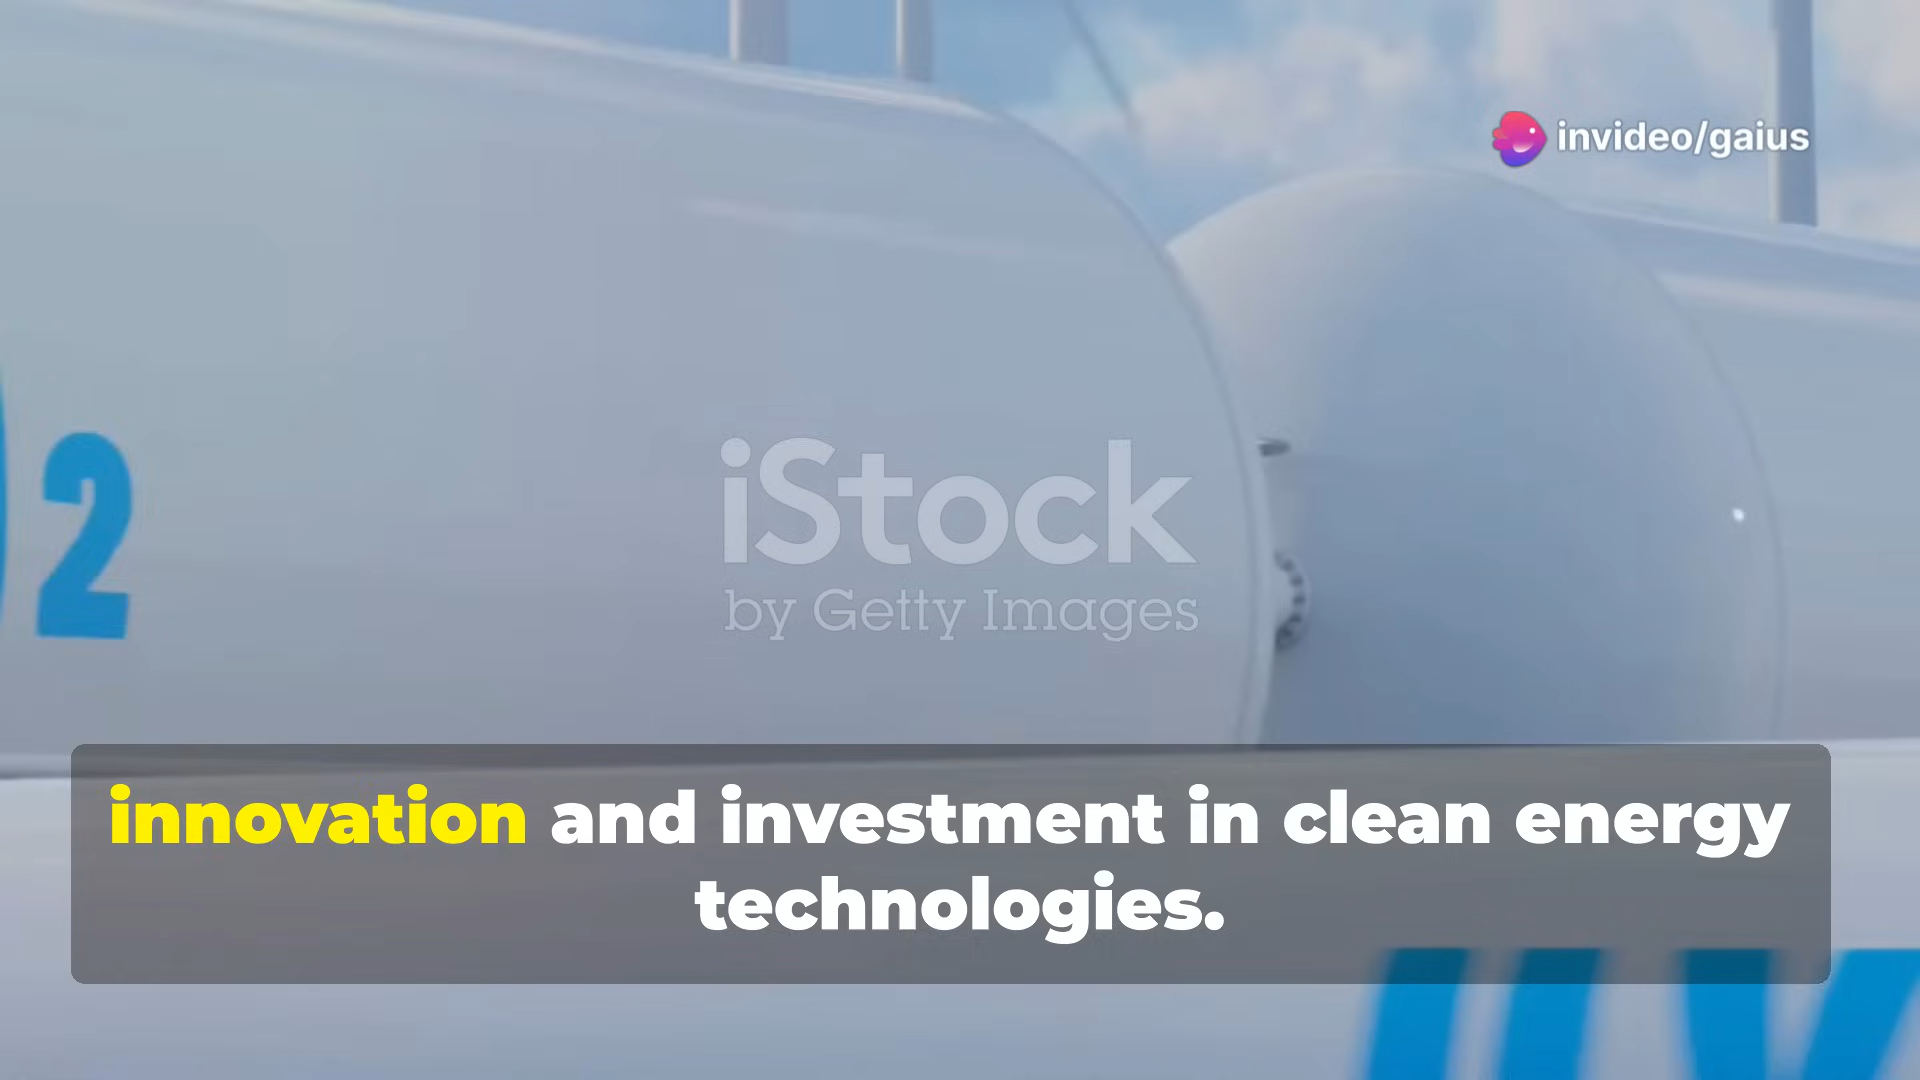 invideo/gaius
2
iStock
by Getty Images
innovation and investment in clean energy
technologies.